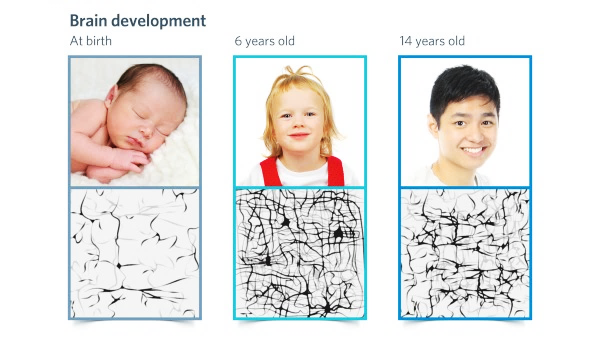 Brain development
At birth
6 years old
14 years old